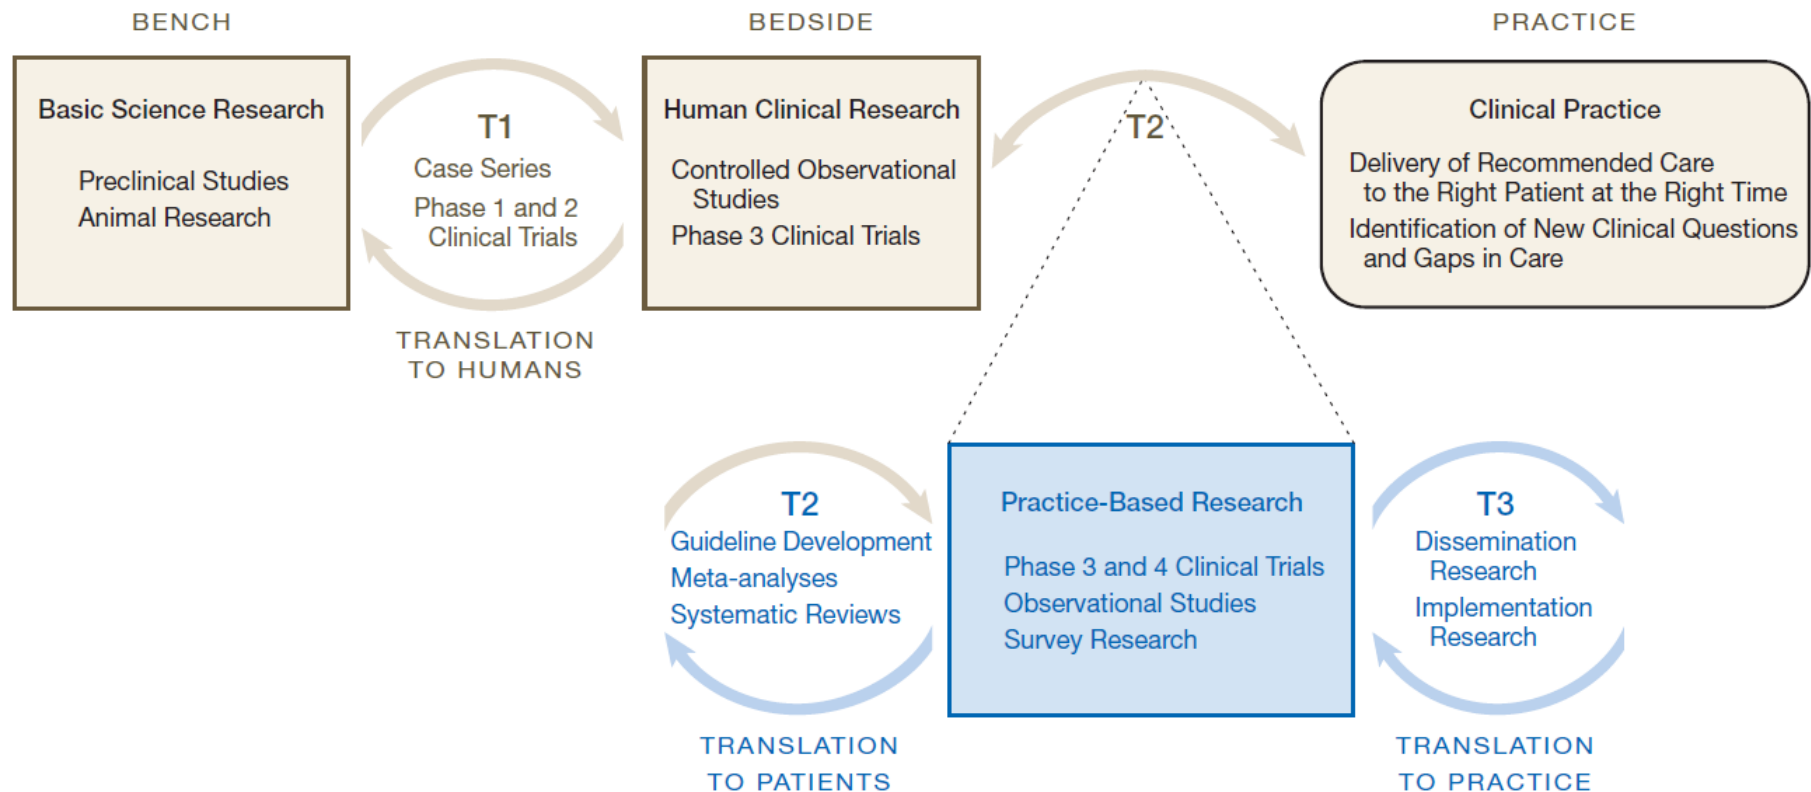 BENCH
BEDSIDE
PRACTICE
Basic Science Research
Preclinical Studies
Animal Research
T1
Case Series
Phase 1 and 2
Clinical Trials
TRANSLATION
TO HUMANS
Human Clinical Research
Controlled Observational
Studies
Phase 3 Clinical Trials
T2
Clinical Practice
Delivery of Recommended Care
to the Right Patient at the Right Time
Identification of New Clinical Questions
and Gaps in Care
T2
Guideline Development
Meta-analyses
Systematic Reviews
TRANSLATION
TO PATIENTS
Practice-Based Research
Phase 3 and 4 Clinical Trials
Observational Studies
Survey Research
T3
Dissemination
Research
Implementation
Research
TRANSLATION
TO PRACTICE